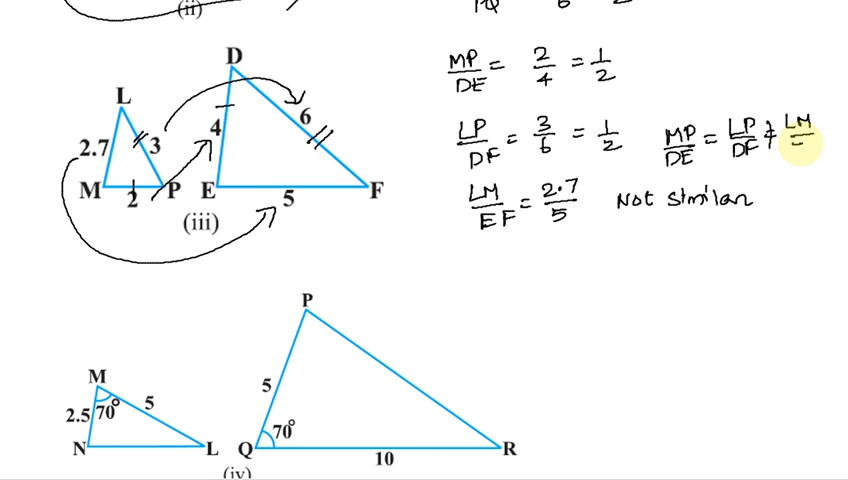 (ii)
PQ 6 2
D
L
4
6
2.7
3
M
2
P
E
5
F
(iii)
MP/DE = 2/4 = 1/2
LP/DF = 3/6 = 1/2 MP/DE = LP/DF ≠ LM/
LM/EF = 2.7/5 Not Similar
P
M
5
5
2.5
70°
70°
N
L
Q
R
10
(iv)